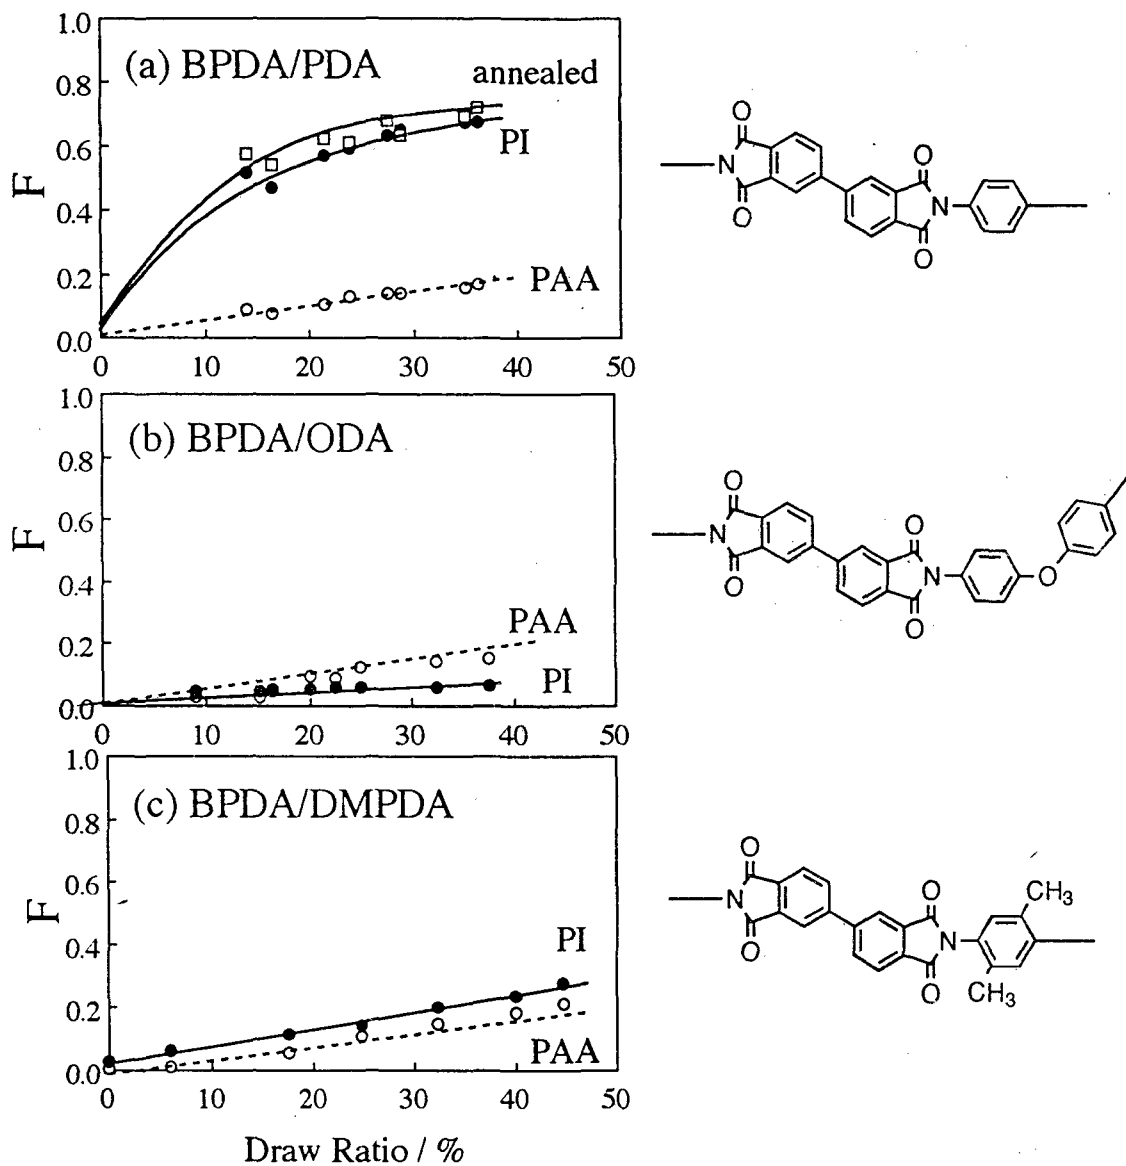 1.0
(a) BPDA/PDA
annealed
0.8
PI
0.6
F
0.4
PAA
0.2
0.0
0 10 20 30 40 50
O O N O O N O O
1.0
(b) BPDA/ODA
0.8
0.6
F
0.4
PAA
0.2
PI
0.0
0 10 20 30 40 50
O O N O O N O O O
1.0
(c) BPDA/DMPDA
0.8
0.6
F
0.4
PI
0.2
PAA
0.0
0 10 20 30 40 50
Draw Ratio / %
O O CH3
N N
O O CH3